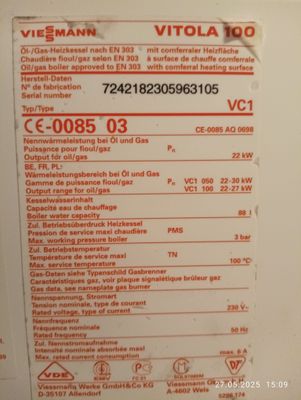 VIESMANN VITOLA 100
Öl-/Gas-Heizkessel nach EN 303 mit comferraler Heizfläche
Chaudière fioul/gaz selon EN 303 à surface de chauffe comferrale
Oil/gas boiler approved to EN 303 with comferral heating surface
Herstell-Daten
N° de fabrication
Serial number
7242182305963105
Typ/Type VC1
CE-0085 03 CE-0085 AQ 0698
Nennwärmeleistung bei Öl und Gas
Puissance pour fioul/gaz Pn
Output for oil/gas 22 kW
BE, FR, PL:
Wärmeleistungsbereich bei Öl und Gas
Gamme de puissance fioul/gaz Pn VC1 050 22-30 kW
Output range for oil/gas VC1 100 22-27 kW
Kesselwasserinhalt
Capacité eau de chauffage
Boiler water capacity 88 l
Zul. Betriebsüberdruck Heizkessel
Pression de service maxi chaudière PMS
Max. working pressure boiler 3 bar
Zul. Betriebstemperatur
Température de service maxi TN
Max. service temperature 100 °C
Gas-Daten siehe Typenschild Gasbrenner
Caractéristiques gaz, voir plaque signalétique brûleur gaz
Gas data, see nameplate gas burner
Nennspannung, Stromart
Tension nominale, type de courant
Rated voltage, type of current 230 V~
Nennfrequenz
Fréquence nominale
Rated frequency 50 Hz
Zul. Nennstromaufnahme
Intensité nominale absorbée maxi
Max. rated current consumption max. 6 A
VDE
Viessmann Werke GmbH&Co KG
D-35107 Allendorf
Viessmann
A-4602 Wels
27.05.2025 15:09